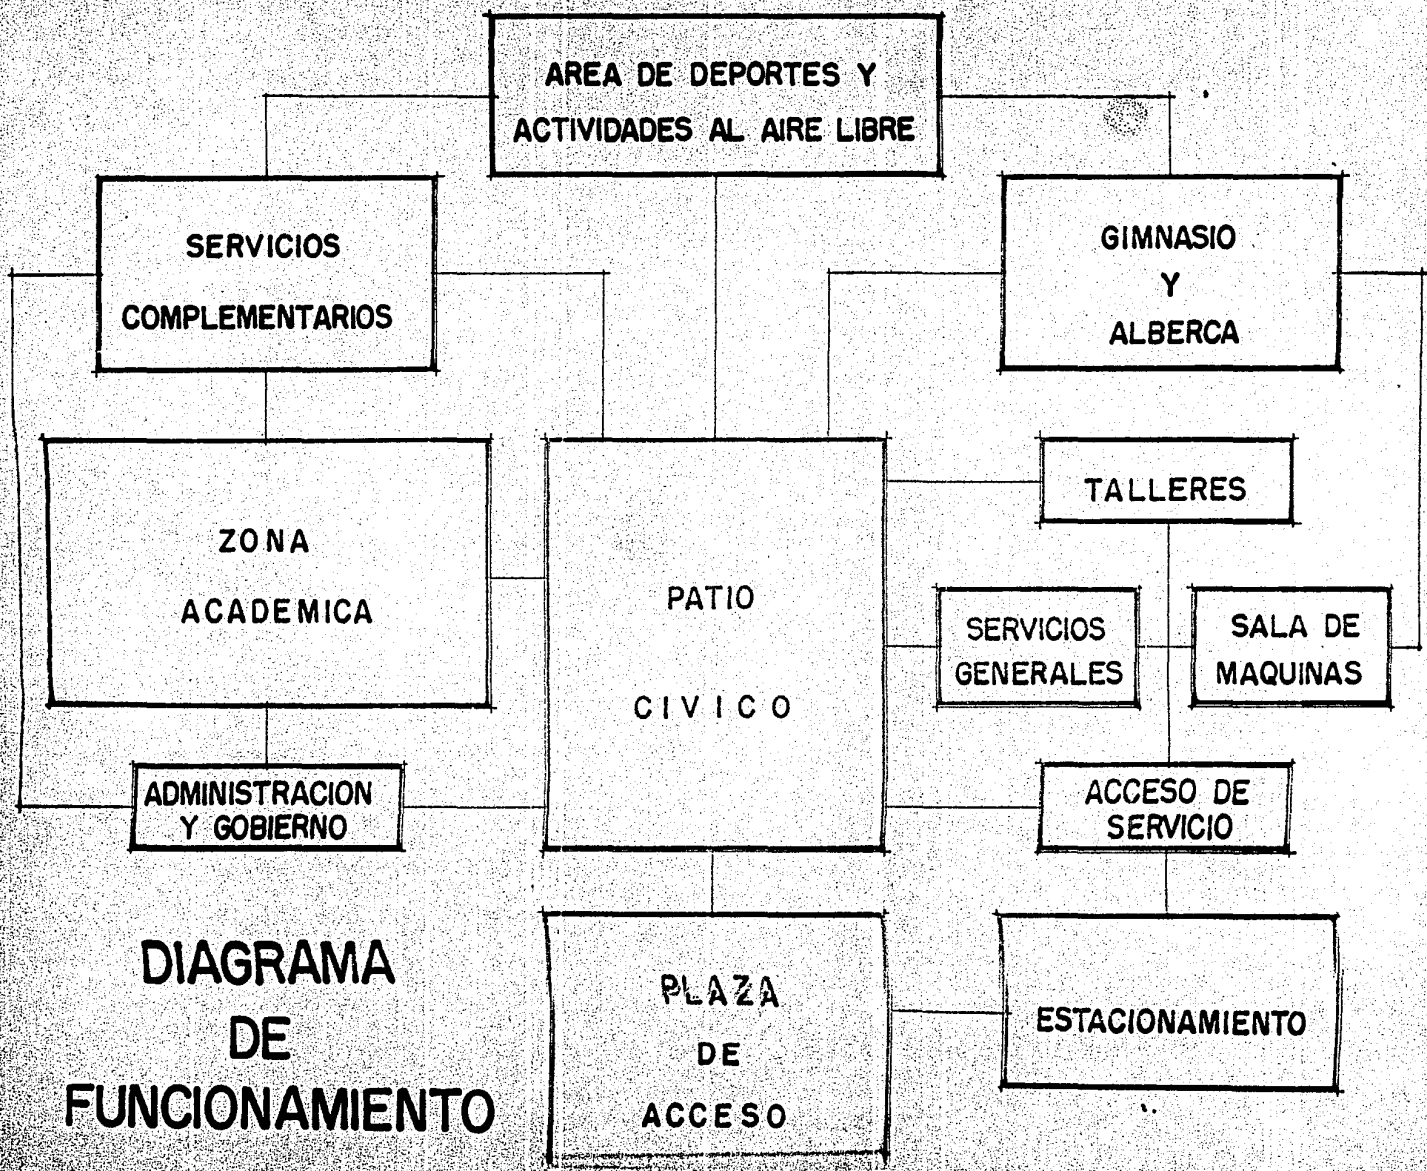 AREA DE DEPORTES Y
ACTIVIDADES AL AIRE LIBRE
SERVICIOS
COMPLEMENTARIOS
GIMNASIO
Y
ALBERCA
ZONA
ACADEMICA
PATIO
CIVICO
TALLERES
SERVICIOS
GENERALES
SALA DE
MAQUINAS
ADMINISTRACION
Y GOBIERNO
ACCESO DE
SERVICIO
PLAZA
DE
ACCESO
ESTACIONAMIENTO
DIAGRAMA
DE
FUNCIONAMIENTO